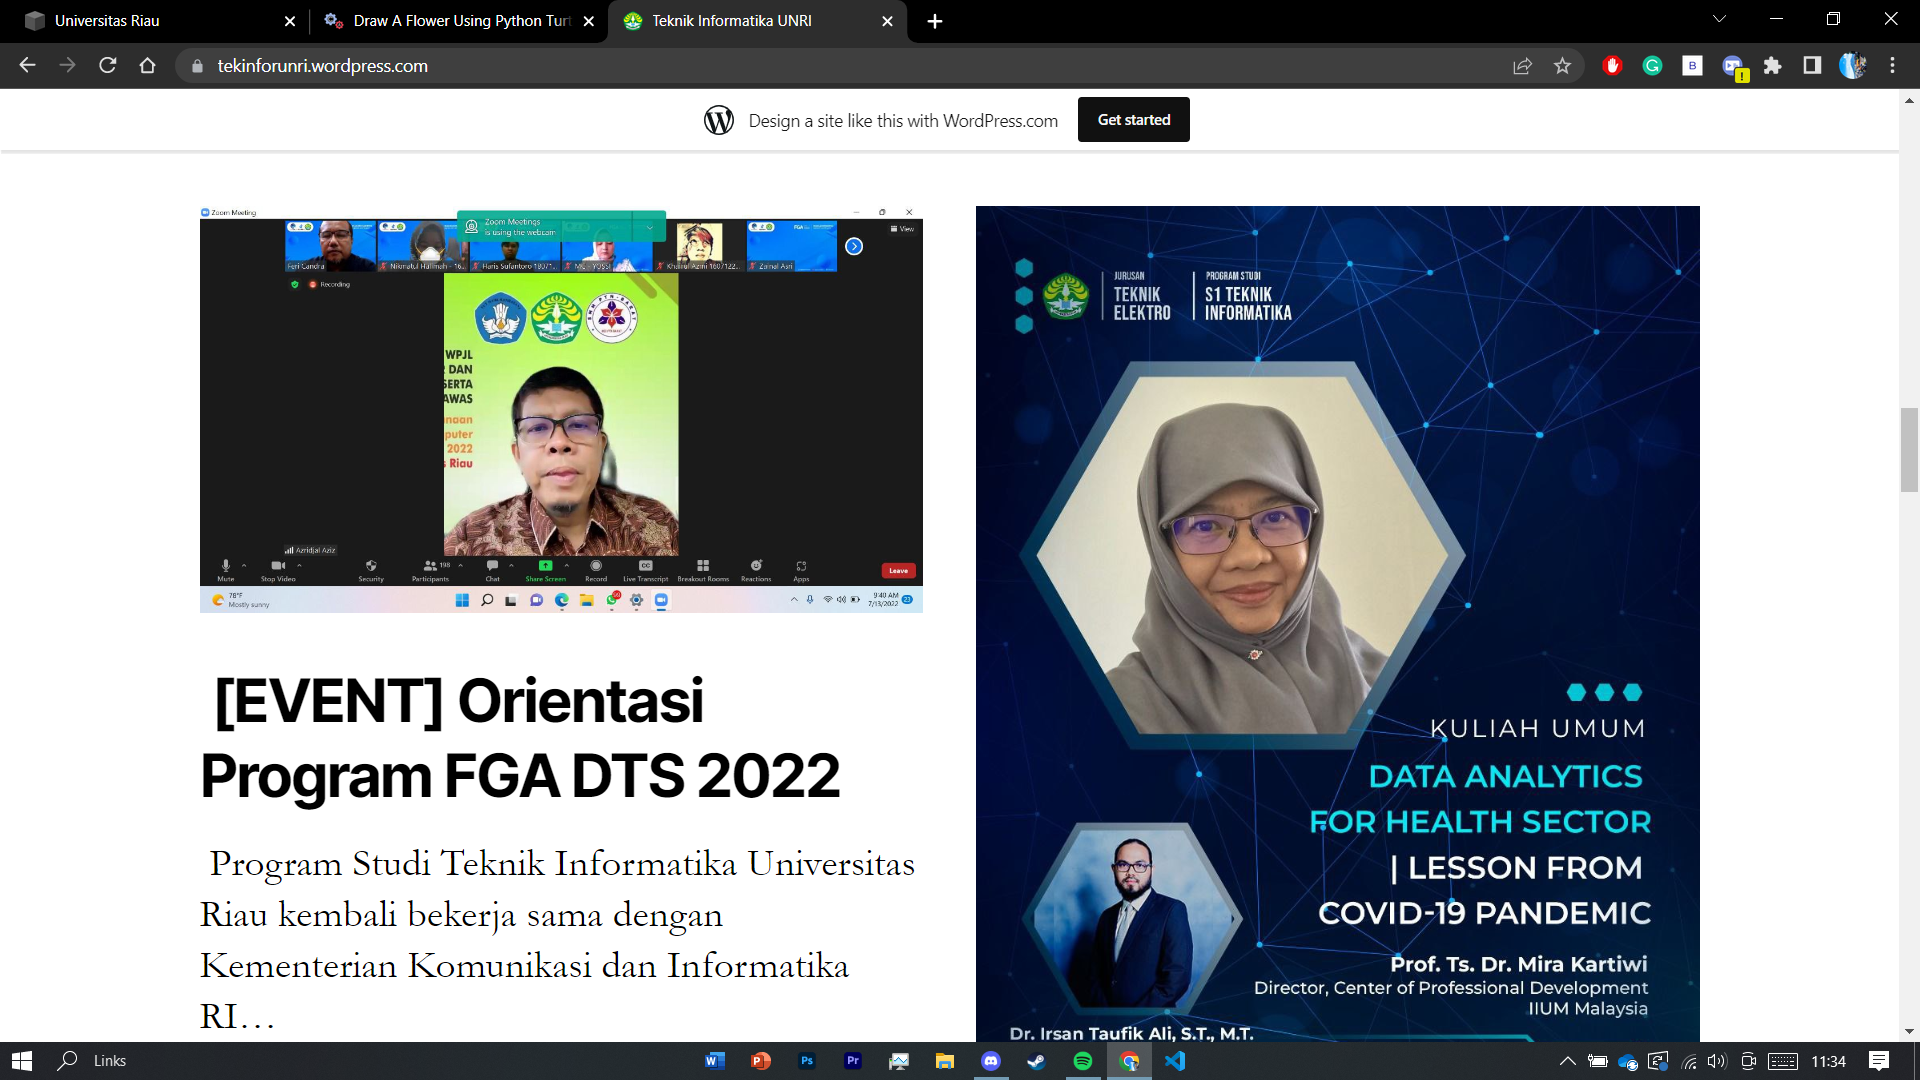 Universitas Riau
Draw A Flower Using Python Turt
Teknik Informatika UNRI
tekinforunri.wordpress.com
Design a site like this with WordPress.com
Get started
Zoom Meeting
Zoom Meetings
is using the webcam
View
Feri Candra
Nikmatul Halimah - 16...
Haris Sufantoro 18071...
MC - YOSSI
Khairul Azmi 1607122...
Zainal Asri
Recording
WPJL
R DAN
SERTA
AWAS
naan
puter
2022
s Riau
Azridjal Aziz
Mute
Stop Video
Security
198
Participants
Chat
Share Screen
Record
CC
Live Transcript
Breakout Rooms
Reactions
Apps
Leave
78°F
Mostly sunny
9:40 AM
7/13/2022
[EVENT] Orientasi
Program FGA DTS 2022
Program Studi Teknik Informatika Universitas
Riau kembali bekerja sama dengan
Kementerian Komunikasi dan Informatika
RI…
JURUSAN
TEKNIK
ELEKTRO
PROGRAM STUDI
S1 TEKNIK
INFORMATIKA
KULIAH UMUM
DATA ANALYTICS
FOR HEALTH SECTOR
| LESSON FROM
COVID-19 PANDEMIC
Prof. Ts. Dr. Mira Kartiwi
Director, Center of Professional Development
IIUM Malaysia
Dr. Irsan Taufik Ali, S.T., M.T.
Links
11:34